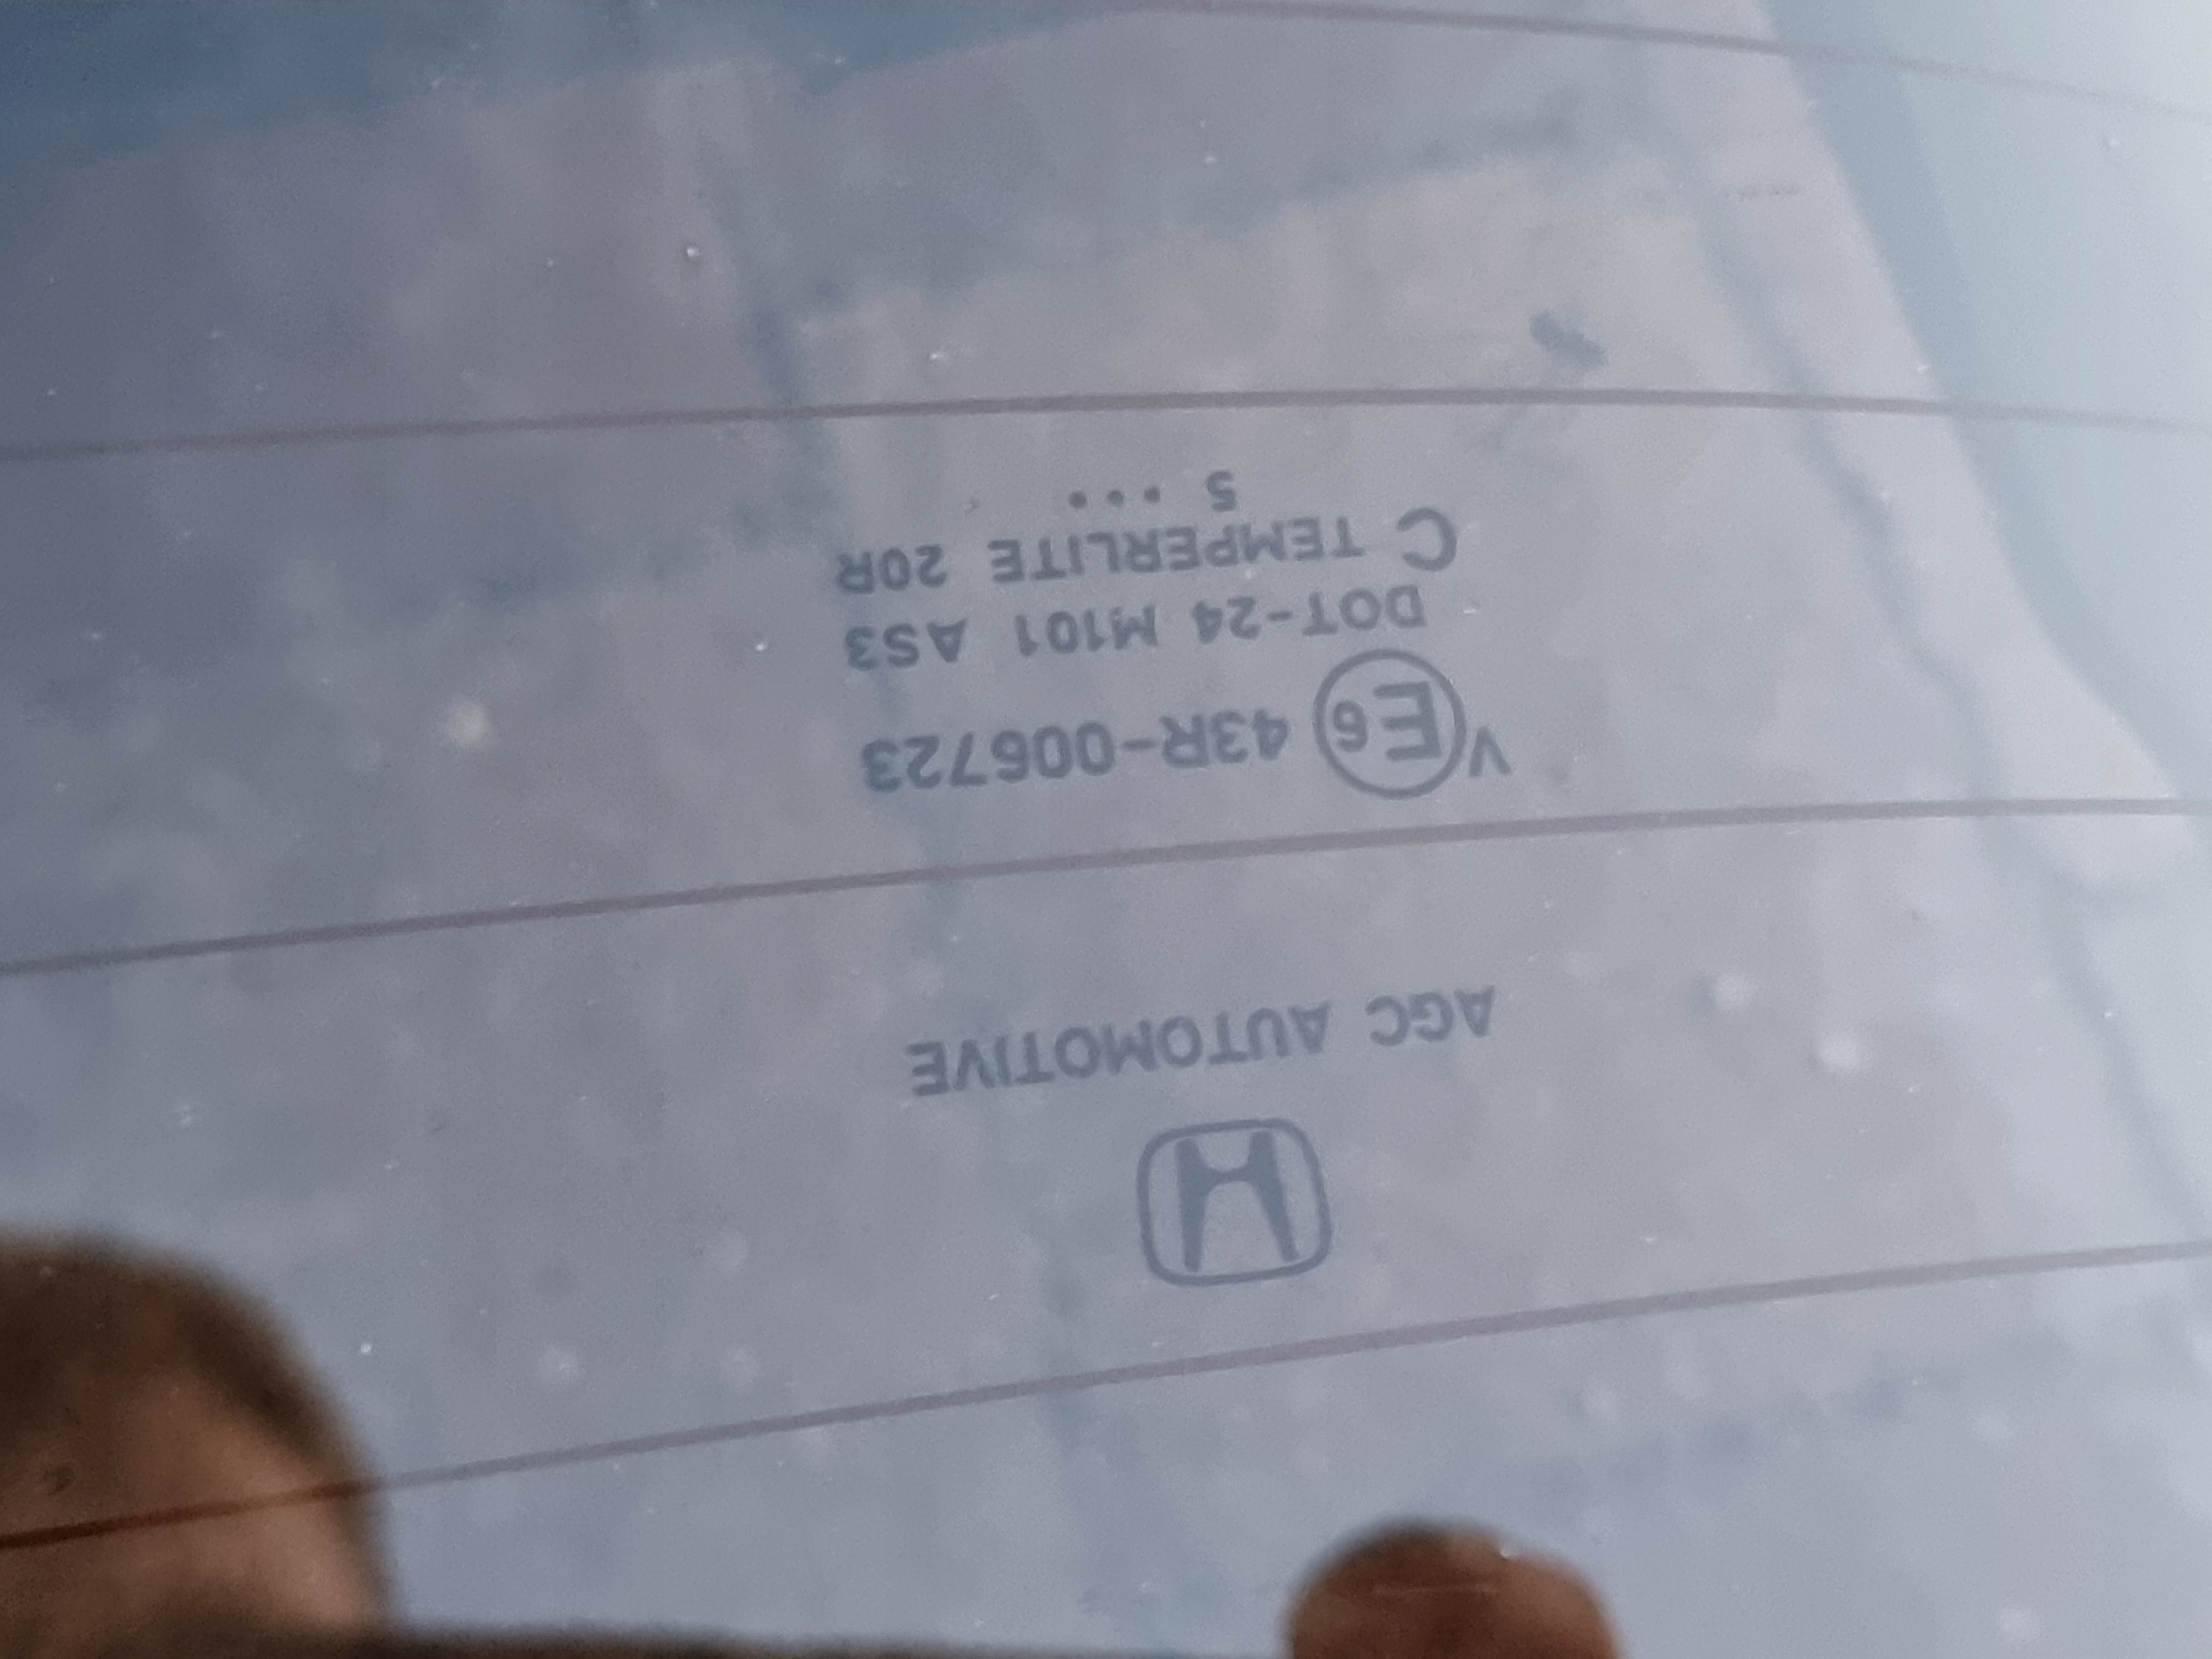 AGC AUTOMOTIVE
V E6 43R-006723
DOT-24 M101 AS3
C TEMPERLITE 20R
5 •••